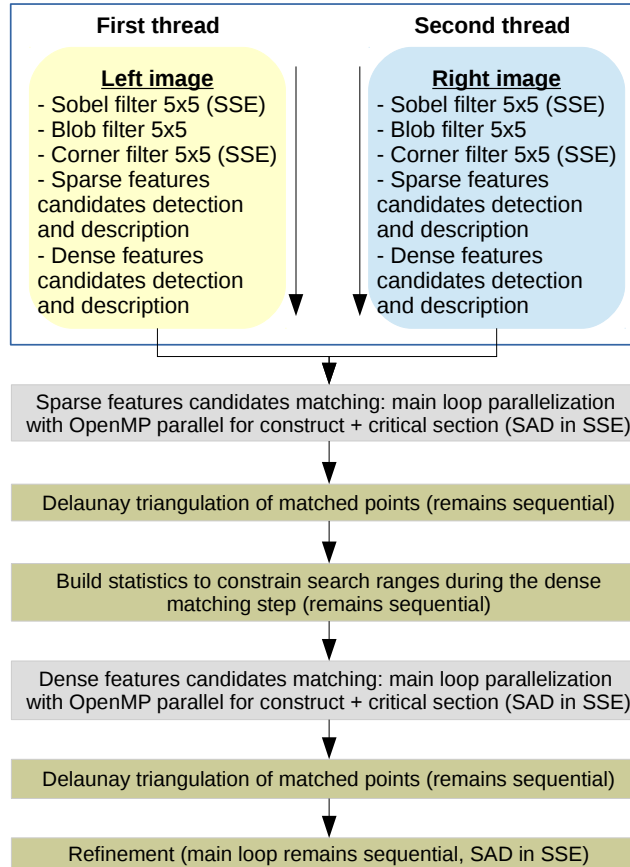 First thread
Second thread
Left image
- Sobel filter 5x5 (SSE)
- Blob filter 5x5
- Corner filter 5x5 (SSE)
- Sparse features
candidates detection
and description
- Dense features
candidates detection
and description
Right image
- Sobel filter 5x5 (SSE)
- Blob filter 5x5
- Corner filter 5x5 (SSE)
- Sparse features
candidates detection
and description
- Dense features
candidates detection
and description
Sparse features candidates matching: main loop parallelization
with OpenMP parallel for construct + critical section (SAD in SSE)
Delaunay triangulation of matched points (remains sequential)
Build statistics to constrain search ranges during the dense
matching step (remains sequential)
Dense features candidates matching: main loop parallelization
with OpenMP parallel for construct + critical section (SAD in SSE)
Delaunay triangulation of matched points (remains sequential)
Refinement (main loop remains sequential, SAD in SSE)